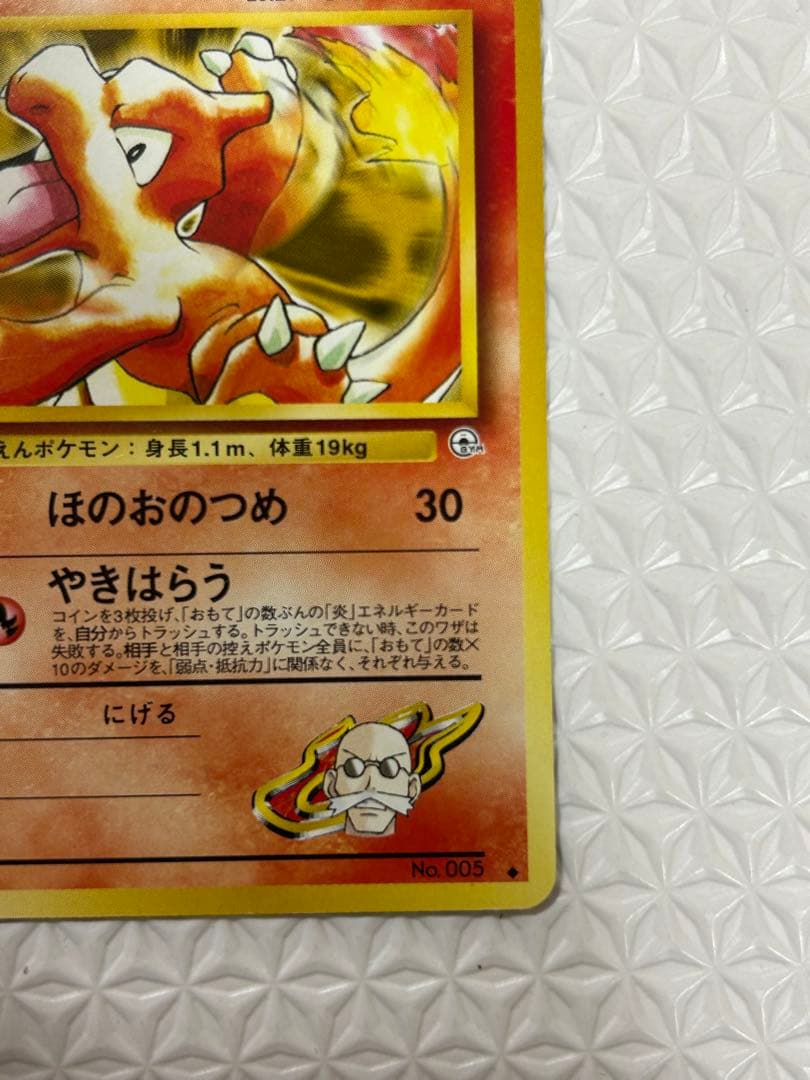 えんポケモン：身長1.1m、体重19kg
GYM
ほのおのつめ 30
やきはらう
コインを3枚投げ、「おもて」の数ぶんの「炎」エネルギーカード
を、自分からトラッシュする。トラッシュできない時、このワザは
失敗する。相手と相手の控えポケモン全員に、「おもて」の数×
10のダメージを、「弱点・抵抗力」に関係なく、それぞれ与える。
にげる
No. 005